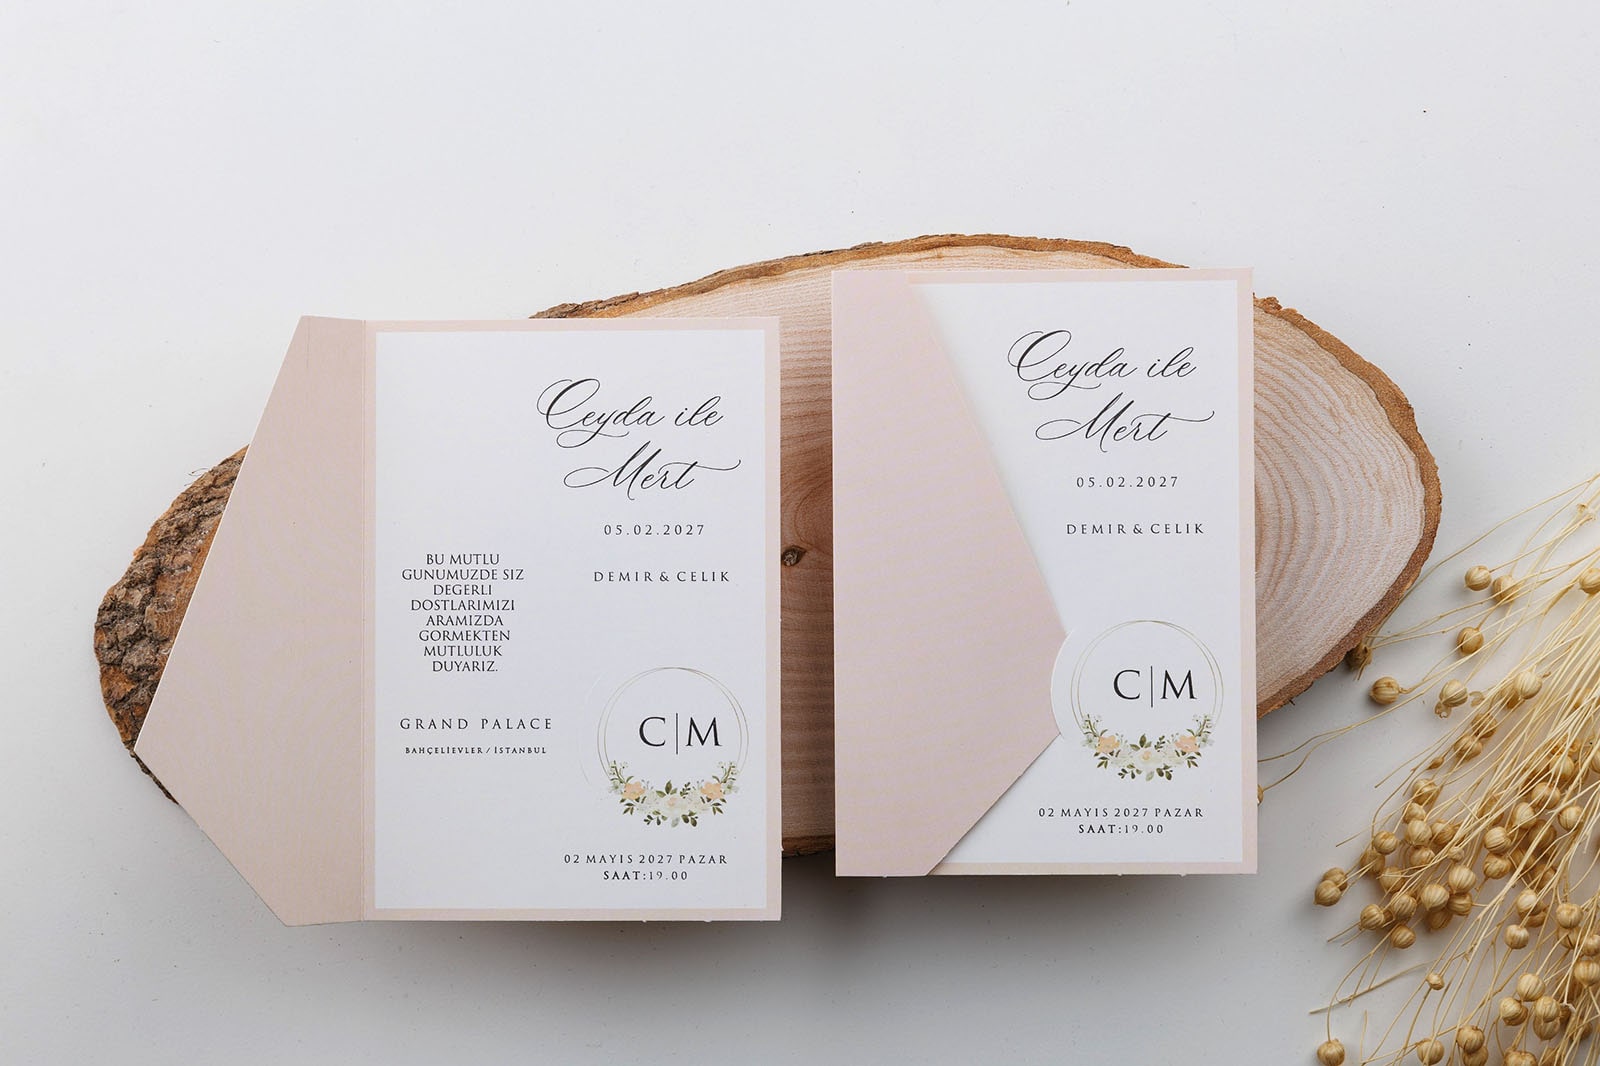 Ceyda ile
Mert
05.02.2027
DEMIR & CELIK
BU MUTLU
GUNUMUZDE SIZ
DEGERLI
DOSTLARIMIZI
ARAMIZDA
GORMEKTEN
MUTLULUK
DUYARIZ.
GRAND PALACE
BAHÇELİEVLER / İSTANBUL
C|M
02 MAYIS 2027 PAZAR
SAAT:19.00
Ceyda ile
Mert
05.02.2027
DEMIR & CELIK
C|M
02 MAYIS 2027 PAZAR
SAAT:19.00